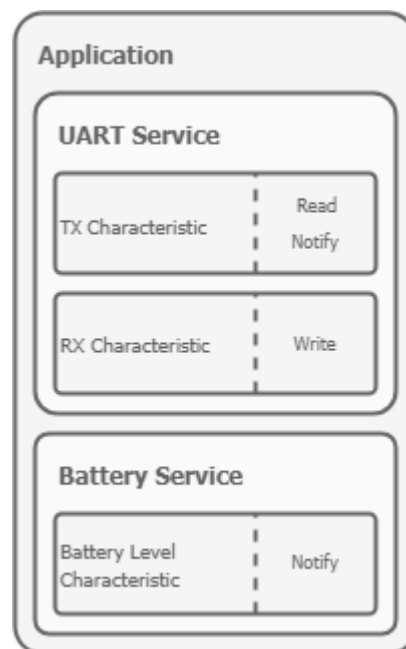 Application
UART Service
TX Characteristic
Read
Notify
RX Characteristic
Write
Battery Service
Battery Level
Characteristic
Notify